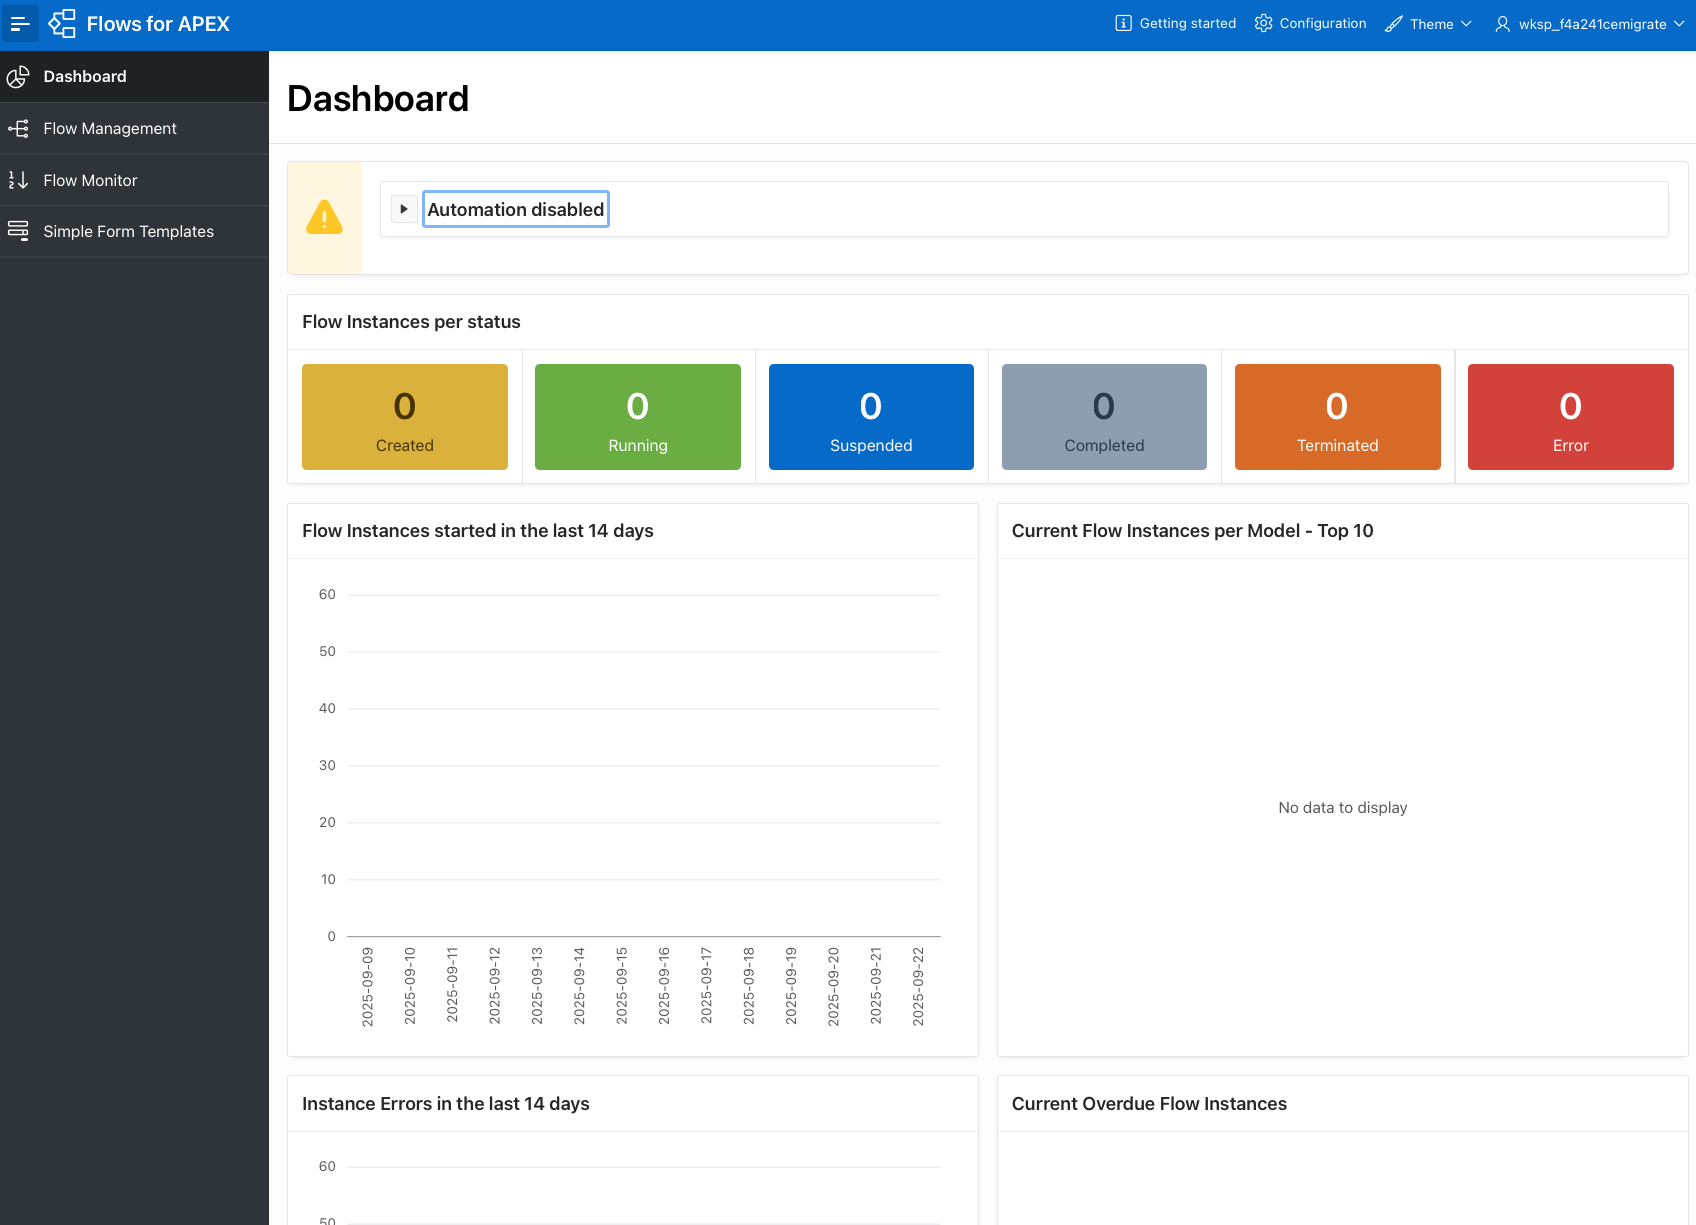 Flows for APEX
Getting started
Configuration
Theme
wksp_f4a241cemigrate
Dashboard
Flow Management
Flow Monitor
Simple Form Templates
Dashboard
Automation disabled
Flow Instances per status
0
Created
0
Running
0
Suspended
0
Completed
0
Terminated
0
Error
Flow Instances started in the last 14 days
60
50
40
30
20
10
0
2025-09-09
2025-09-10
2025-09-11
2025-09-12
2025-09-13
2025-09-14
2025-09-15
2025-09-16
2025-09-17
2025-09-18
2025-09-19
2025-09-20
2025-09-21
2025-09-22
Current Flow Instances per Model - Top 10
No data to display
Instance Errors in the last 14 days
60
50
Current Overdue Flow Instances